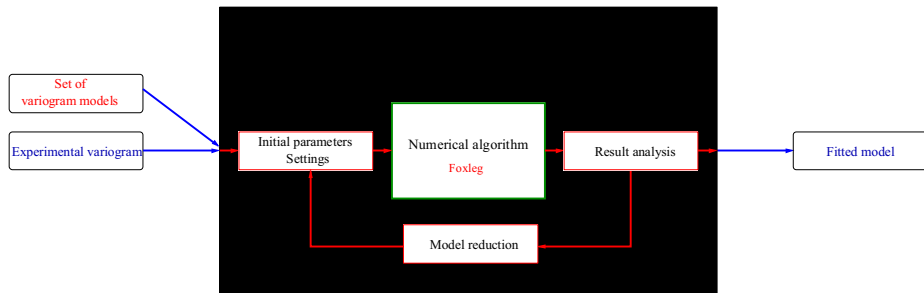 Set of
variogram models
Experimental variogram
Initial parameters
Settings
Numerical algorithm
Foxleg
Result analysis
Fitted model
Model reduction